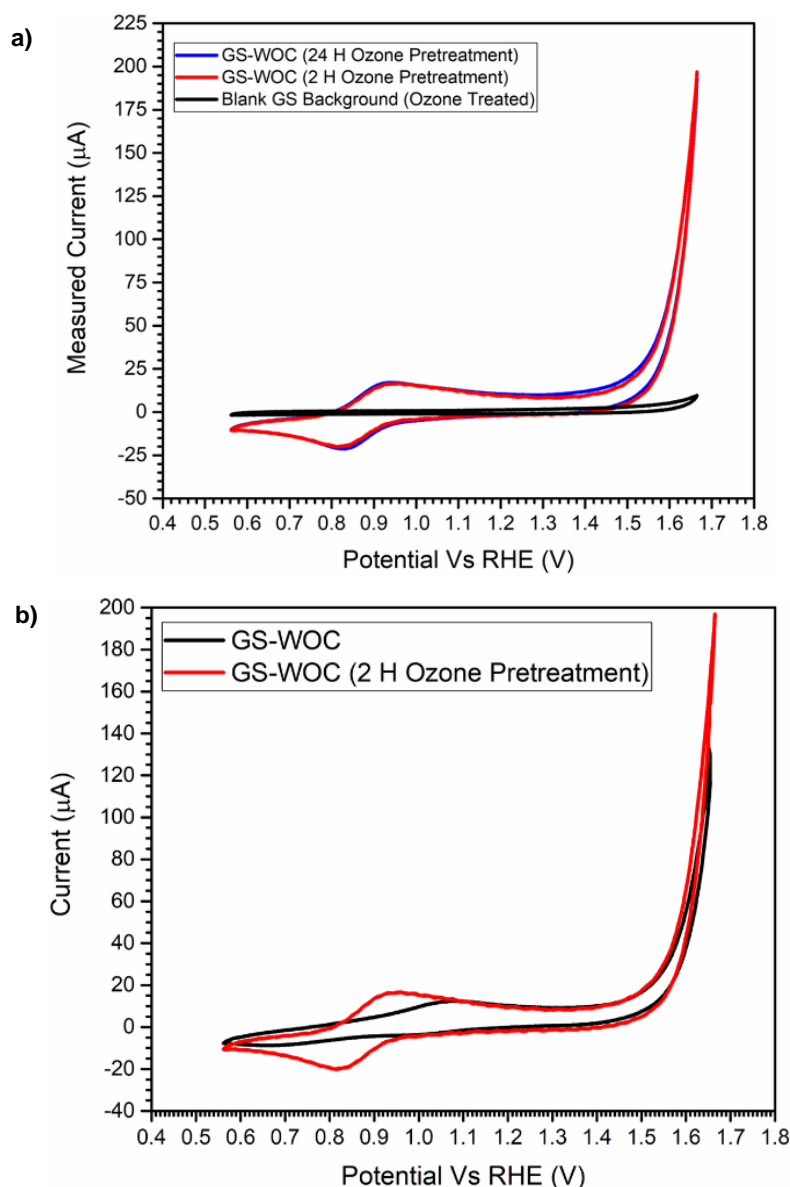 a)
225
200
175
150
125
100
75
50
25
0
-25
-50
Measured Current (μA)
GS-WOC (24 H Ozone Pretreatment)
GS-WOC (2 H Ozone Pretreatment)
Blank GS Background (Ozone Treated)
0.4 0.5 0.6 0.7 0.8 0.9 1.0 1.1 1.2 1.3 1.4 1.5 1.6 1.7 1.8
Potential Vs RHE (V)
b)
200
180
160
140
120
100
80
60
40
20
0
-20
-40
Current (μA)
GS-WOC
GS-WOC (2 H Ozone Pretreatment)
0.4 0.5 0.6 0.7 0.8 0.9 1.0 1.1 1.2 1.3 1.4 1.5 1.6 1.7 1.8
Potential Vs RHE (V)